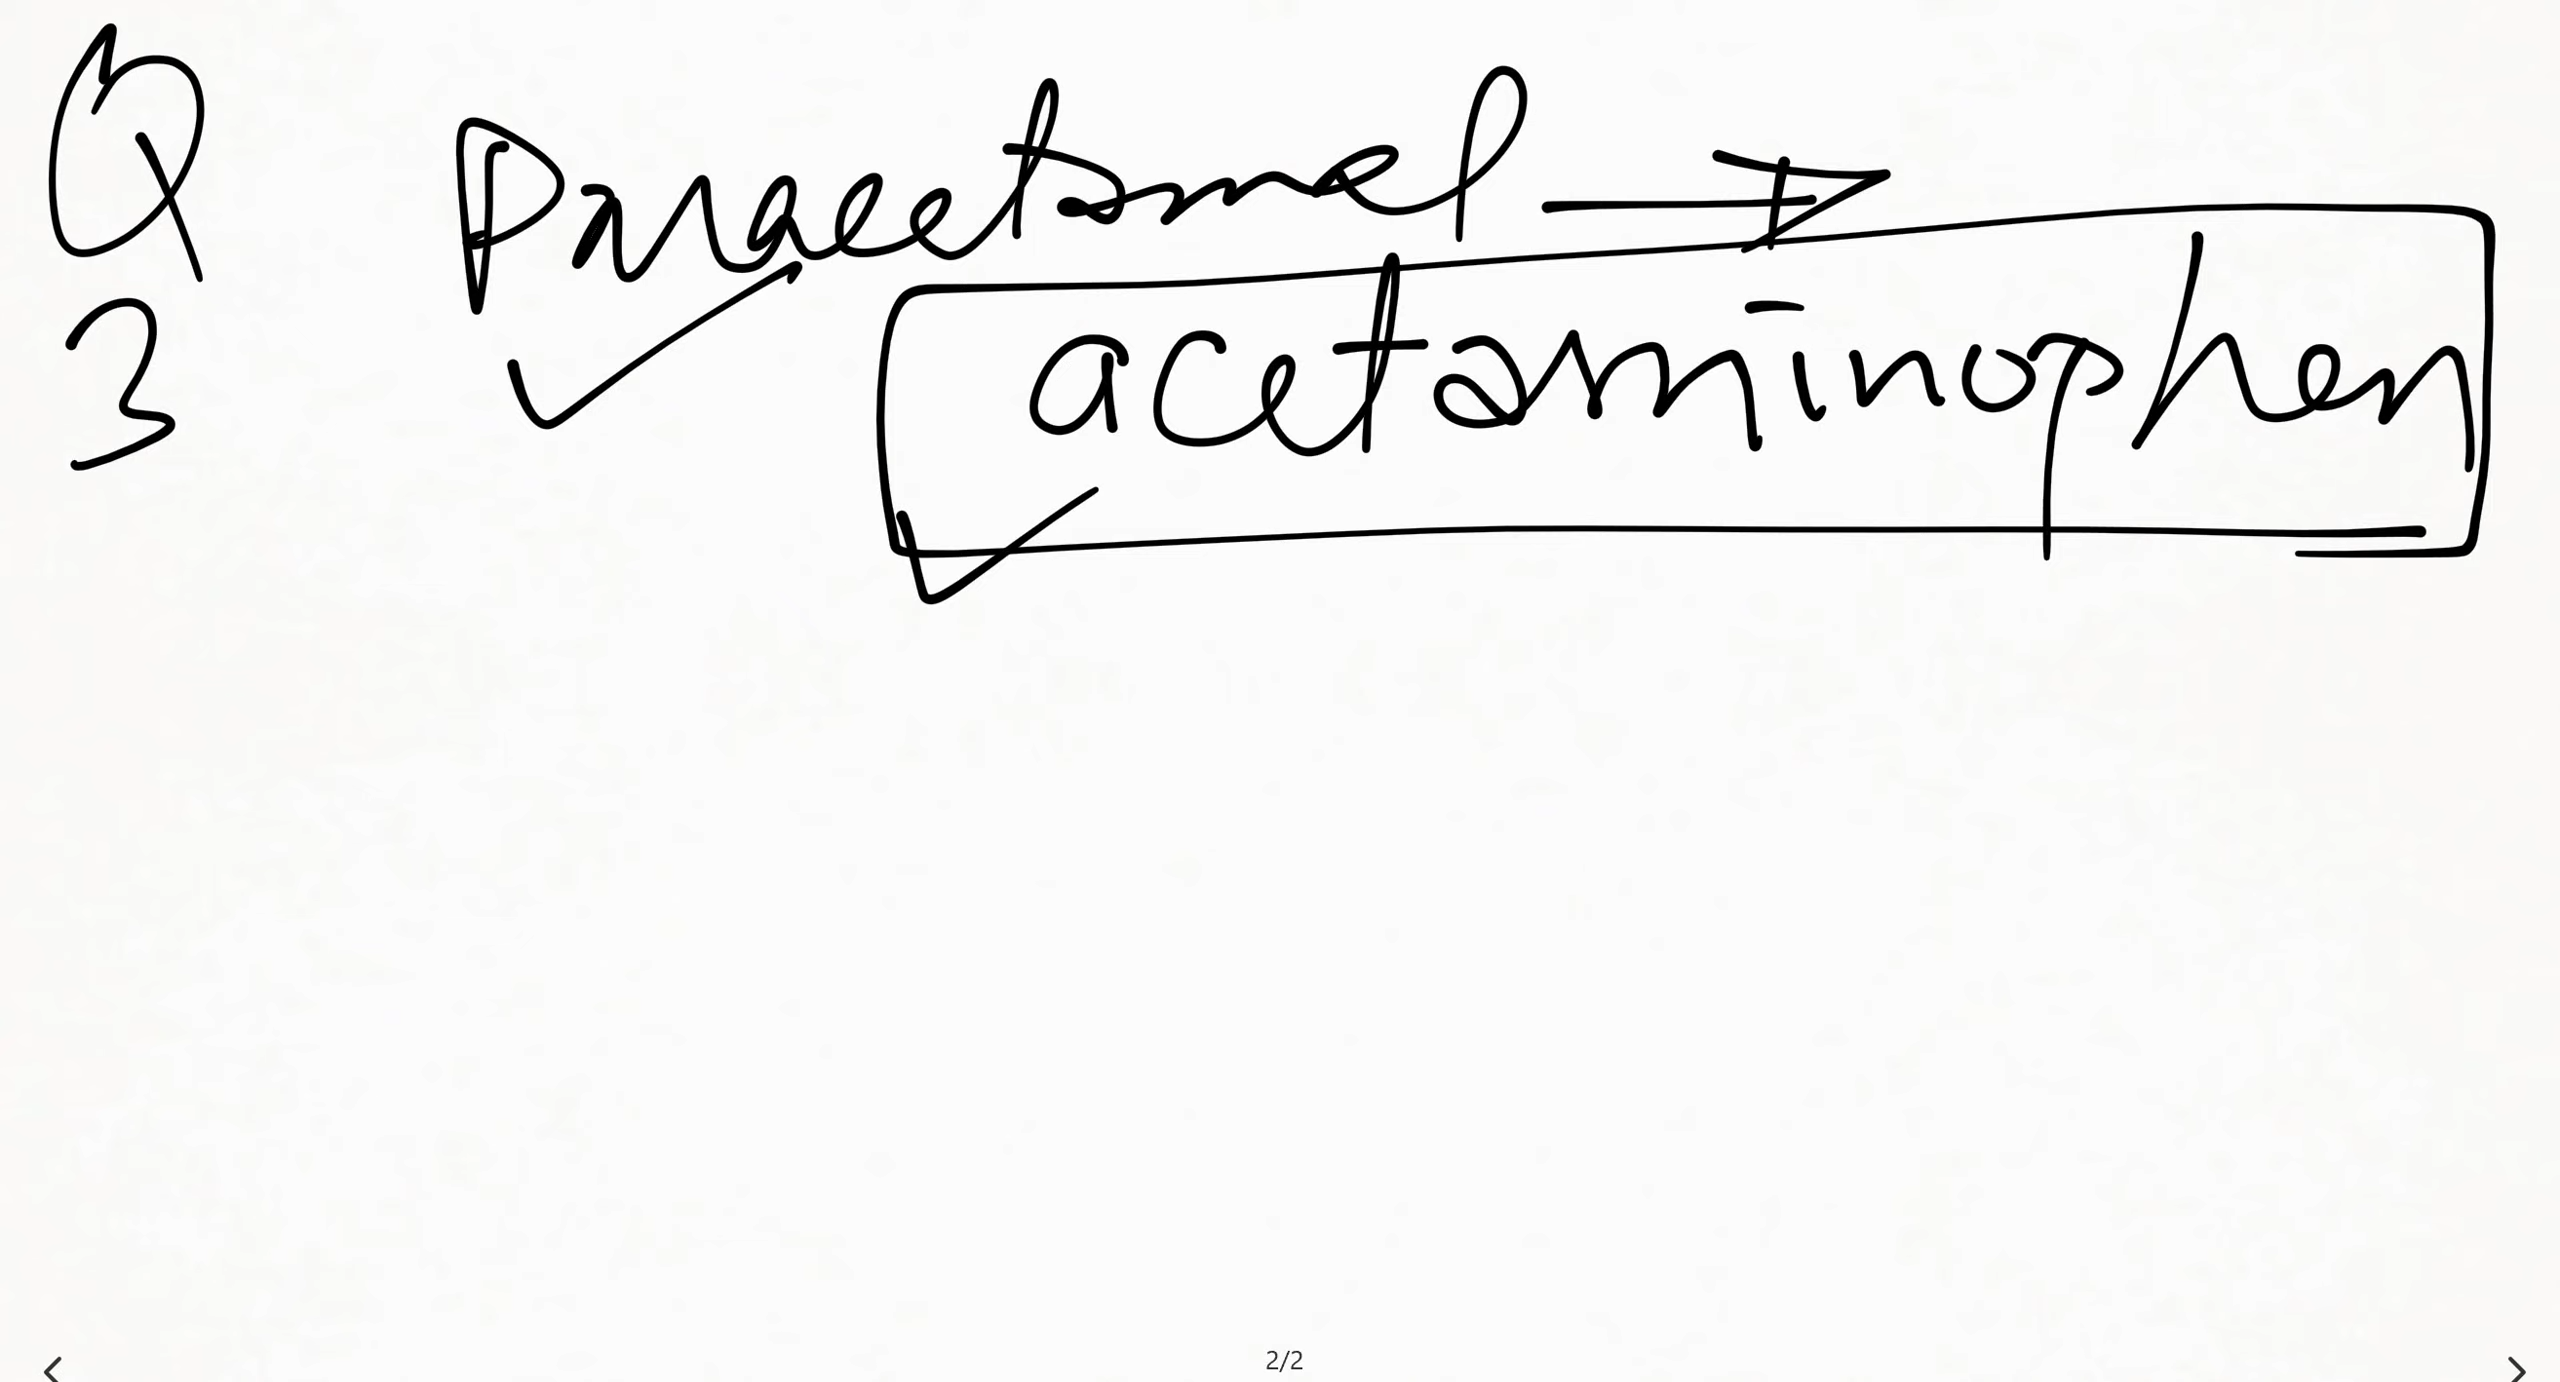 Q Paracetamol →
3 acetaminophen
2/2